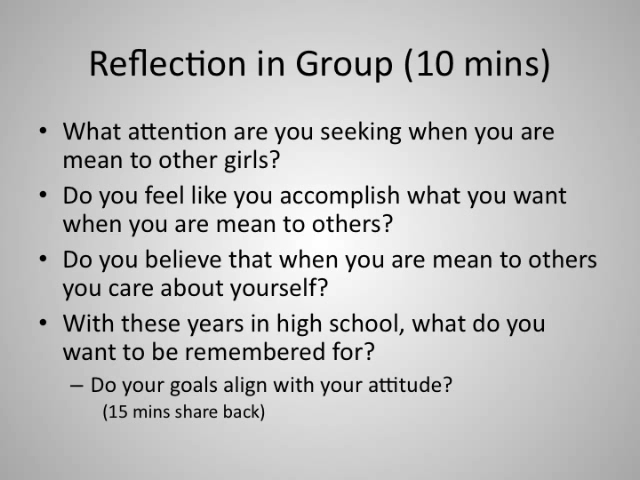 Reflection in Group (10 mins)
• What attention are you seeking when you are
mean to other girls?
• Do you feel like you accomplish what you want
when you are mean to others?
• Do you believe that when you are mean to others
you care about yourself?
• With these years in high school, what do you
want to be remembered for?
– Do your goals align with your attitude?
(15 mins share back)